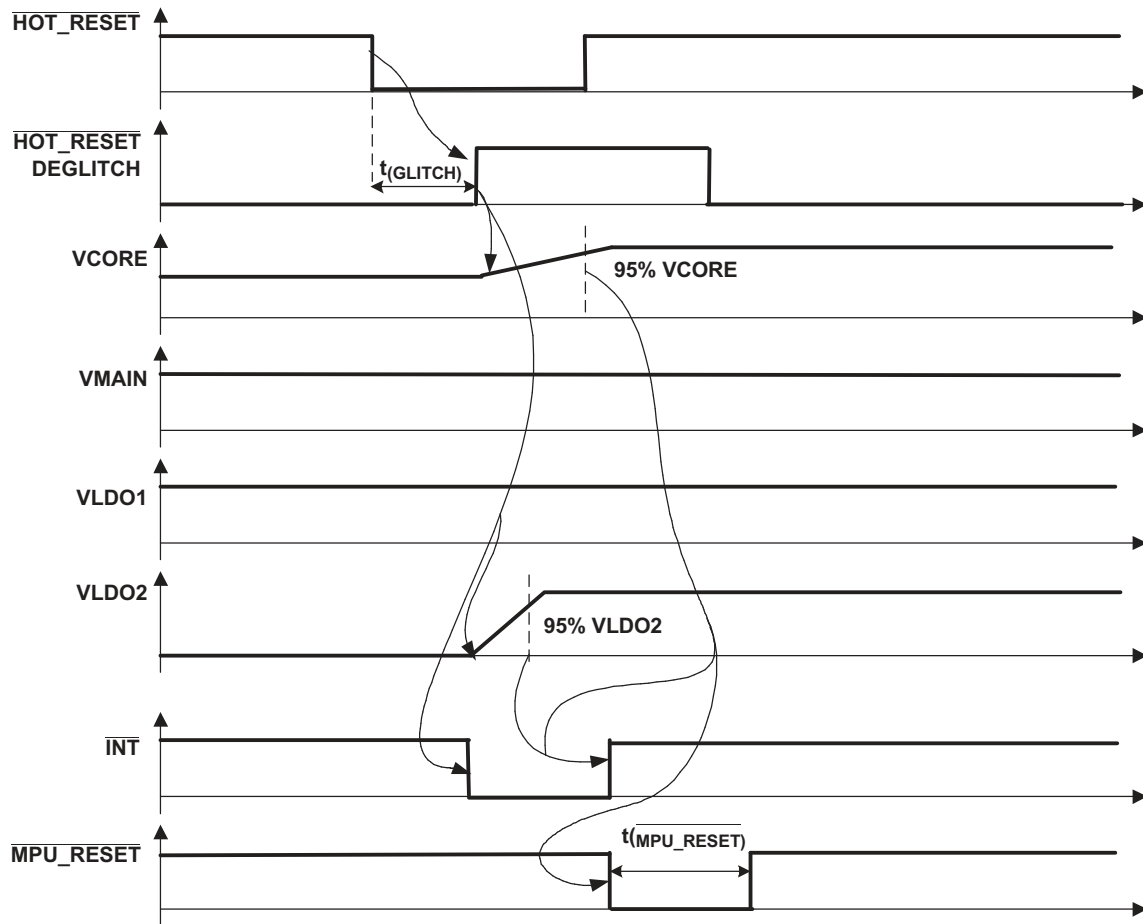 HOT_RESET
HOT_RESET
DEGLITCH
t(GLITCH)
VCORE
95% VCORE
VMAIN
VLDO1
VLDO2
95% VLDO2
INT
t(MPU_RESET)
MPU_RESET